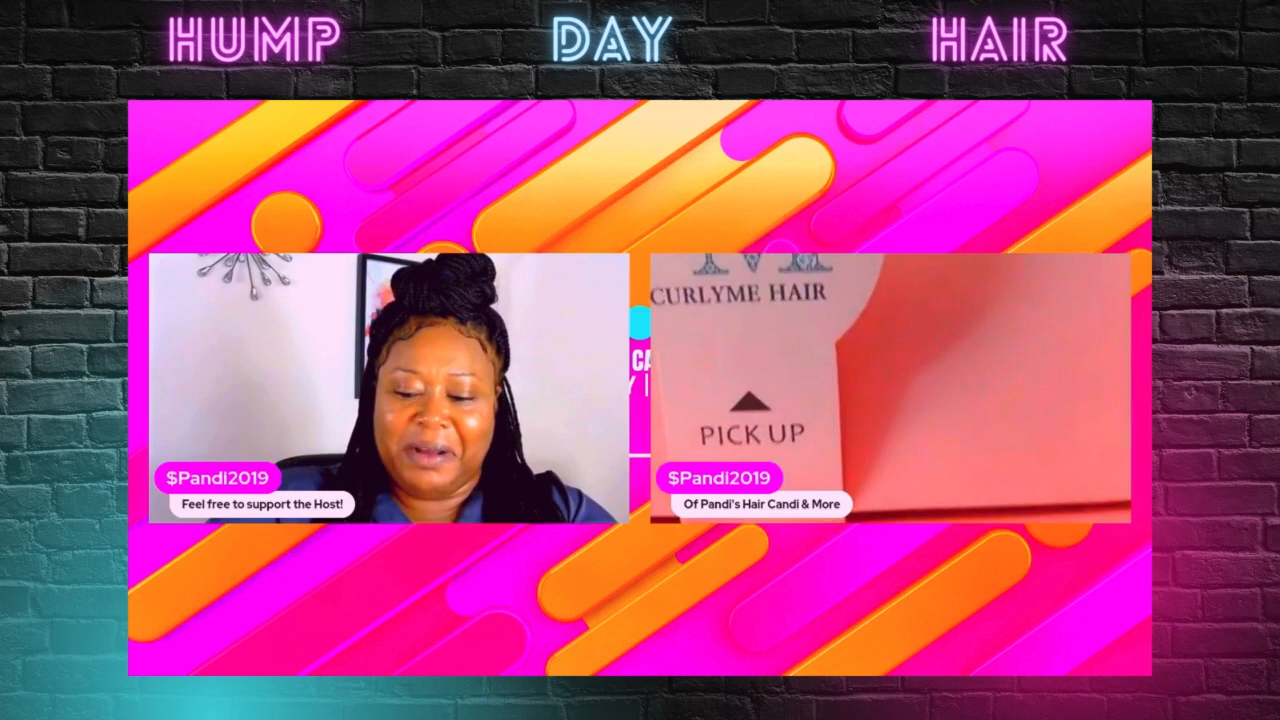 HUMP DAY HAIR
CURLYME HAIR
PICK UP
$Pandi2019
Feel free to support the Host!
$Pandi2019
Of Pandi's Hair Candi & More